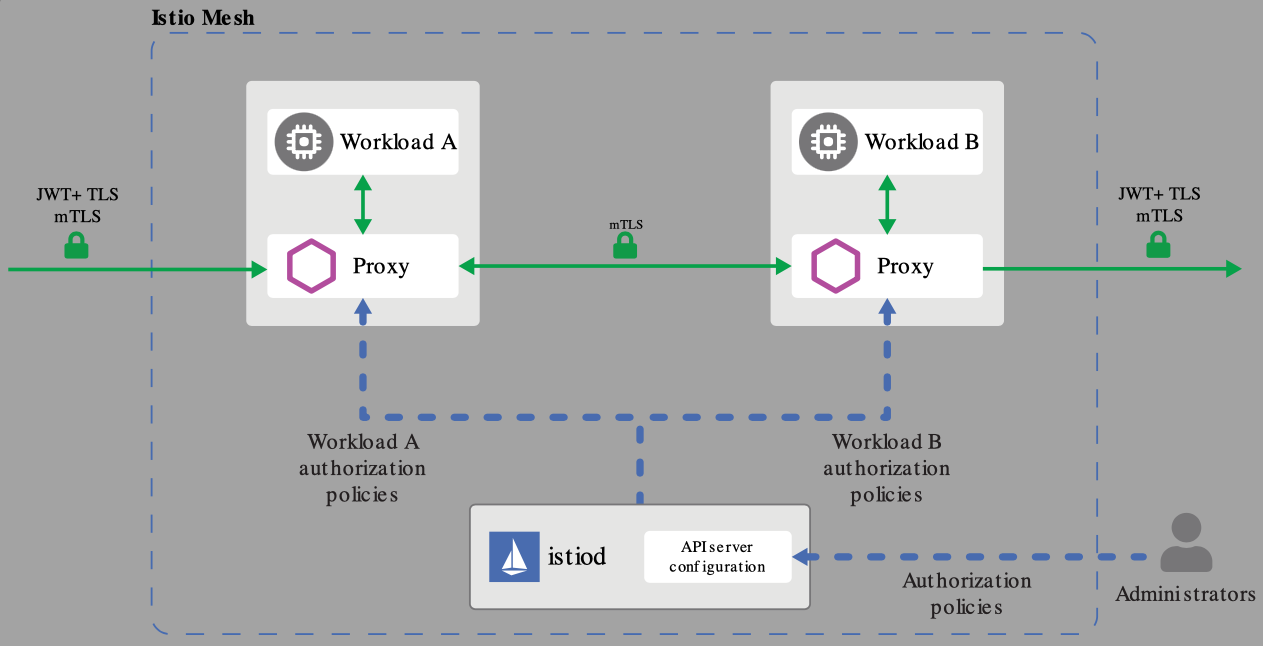 Istio Mesh
Workload A
Workload B
JWT+ TLS
mTLS
mTLS
JWT+ TLS
mTLS
Proxy
Proxy
Workload A
authorization
policies
Workload B
authorization
policies
istiod
API server
configuration
Authorization
policies
Administrators